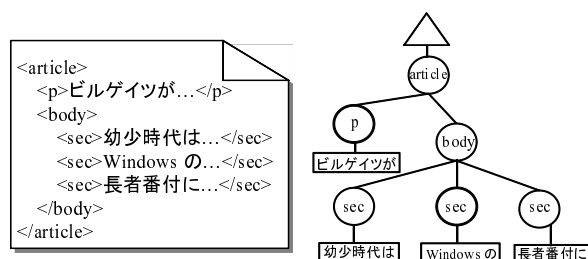 <article>
<p>ビルゲイツが…</p>
<body>
<sec>幼少時代は…</sec>
<sec>Windows の…</sec>
<sec>長者番付に…</sec>
</body>
</article>
article
p
body
ビルゲイツが
sec
sec
sec
幼少時代は
Windows の
長者番付に